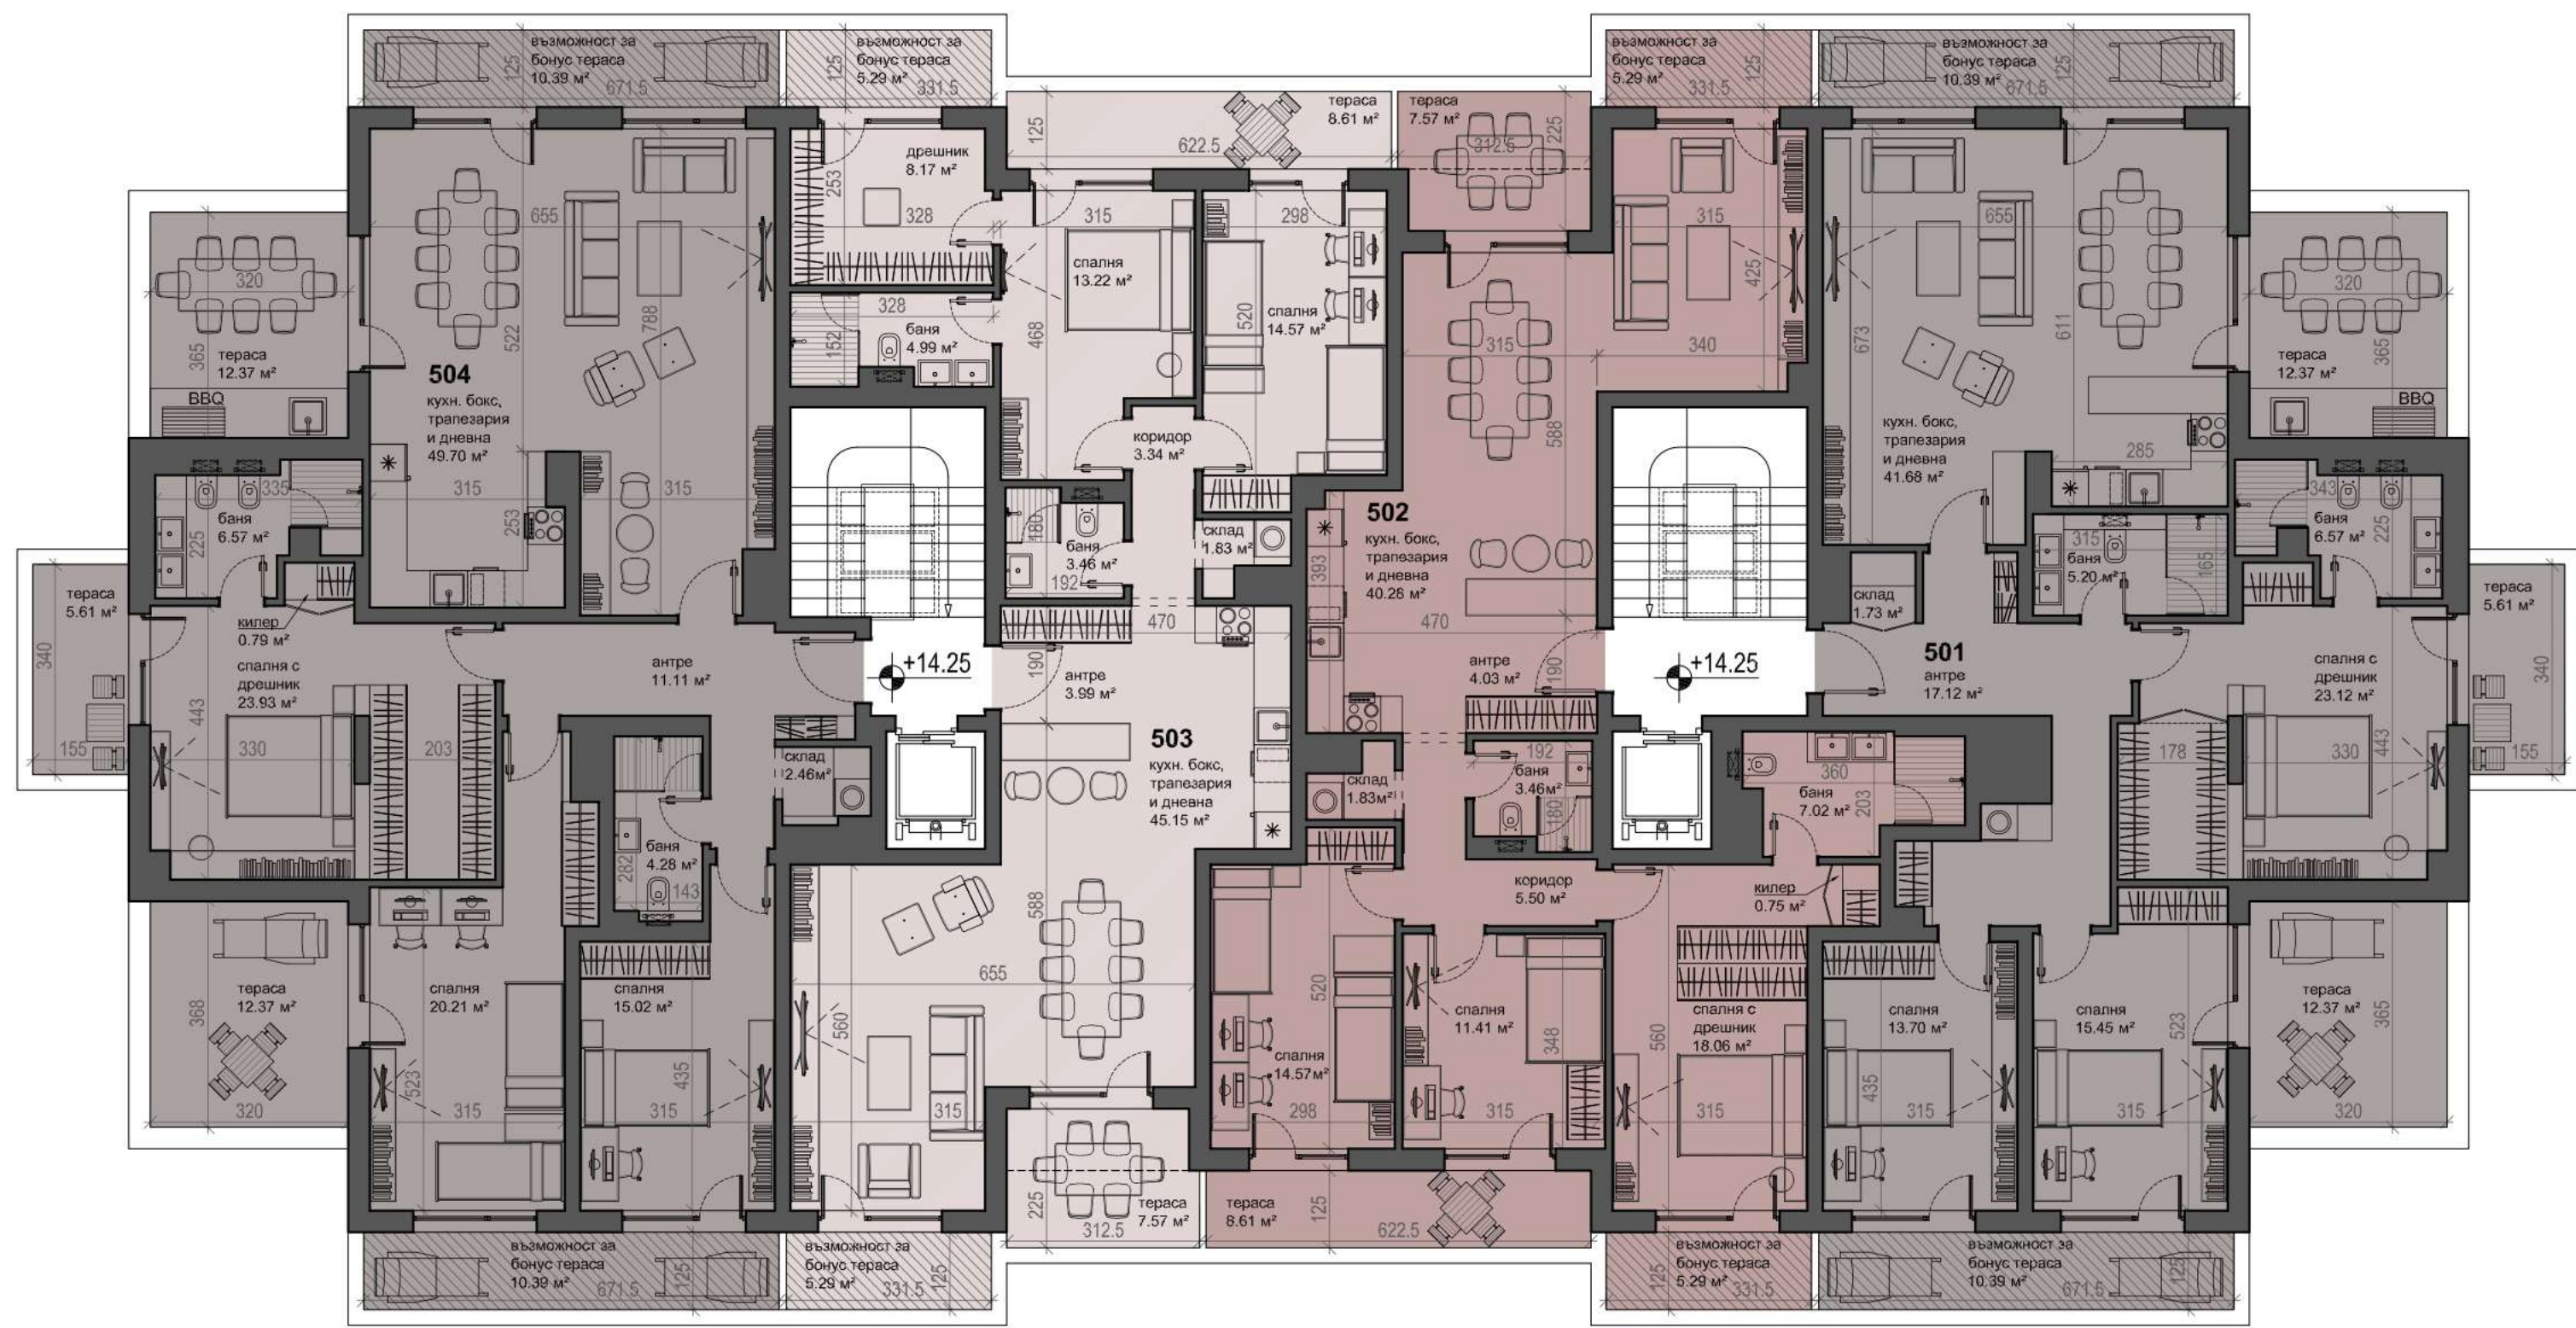 възможност за
бонус тераса
10.39 м²
125
671.5
възможност за
бонус тераса
5.29 м²
125
331.5
125
622.5
тераса
8.61 м²
тераса
7.57 м²
312.5
225
възможност за
бонус тераса
5.29 м²
125
331.5
възможност за
бонус тераса
10.39 м²
125
671.5
320
365
тераса
12.37 м²
BBQ
655
522
788
504
кухн. бокс,
трапезария
и дневна
49.70 м²
315
253
315
дрешник
8.17 м²
253
328
328
баня
4.99 м²
152
315
спалня
13.22 м²
468
298
спалня
14.57 м²
520
коридор
3.34 м²
180
баня
3.46 м²
192
склад
1.83 м²
315
425
315
340
588
502
кухн. бокс,
трапезария
и дневна
40.28 м²
393
470
антре
4.03 м²
190
655
673
611
кухн. бокс,
трапезария
и дневна
41.68 м²
285
320
тераса
12.37 м²
365
BBQ
335
баня
6.57 м²
225
343
баня
6.57 м²
225
315
баня
5.20 м²
165
тераса
5.61 м²
340
155
килер
0.79 м²
спалня с
дрешник
23.93 м²
443
330
203
антре
11.11 м²
+14.25
190
470
антре
3.99 м²
503
кухн. бокс,
трапезария
и дневна
45.15 м²
+14.25
склад
1.73 м²
501
антре
17.12 м²
спалня с
дрешник
23.12 м²
178
330
443
тераса
5.61 м²
340
155
склад
2.46м²
баня
4.28 м²
282
143
склад
1.83м²
192
баня
3.46м²
180
360
баня
7.02 м²
203
коридор
5.50 м²
килер
0.75 м²
тераса
12.37 м²
368
320
спалня
20.21 м²
523
315
спалня
15.02 м²
435
315
588
655
560
315
520
спалня
14.57м²
298
спалня
11.41 м²
348
315
спалня с
дрешник
18.06 м²
560
315
спалня
13.70 м²
435
315
спалня
15.45 м²
523
315
тераса
12.37 м²
365
320
възможност за
бонус тераса
10.39 м²
671.5
125
възможност за
бонус тераса
5.29 м²
331.5
125
225
312.5
тераса
7.57 м²
тераса
8.61 м²
125
622.5
възможност за
бонус тераса
5.29 м²
125
331.5
възможност за
бонус тераса
10.39 м²
671.5
125